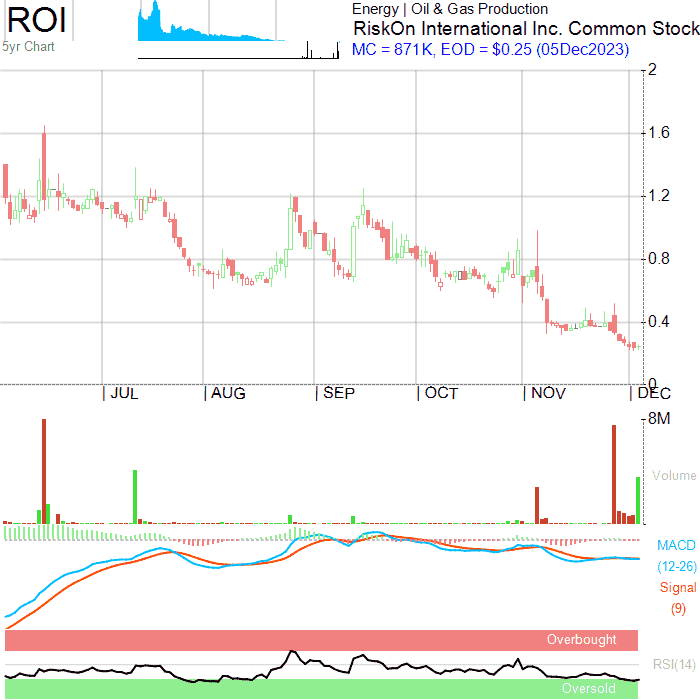 ROI
5yr Chart
Energy | Oil & Gas Production
RiskOn International Inc. Common Stock
MC = 871K, EOD = $0.25 (05Dec2023)
2
1.6
1.2
0.8
0.4
0
| JUL | AUG | SEP | OCT | NOV | DEC
8M
Volume
MACD
(12-26)
Signal
(9)
Overbought
RSI(14)
Oversold